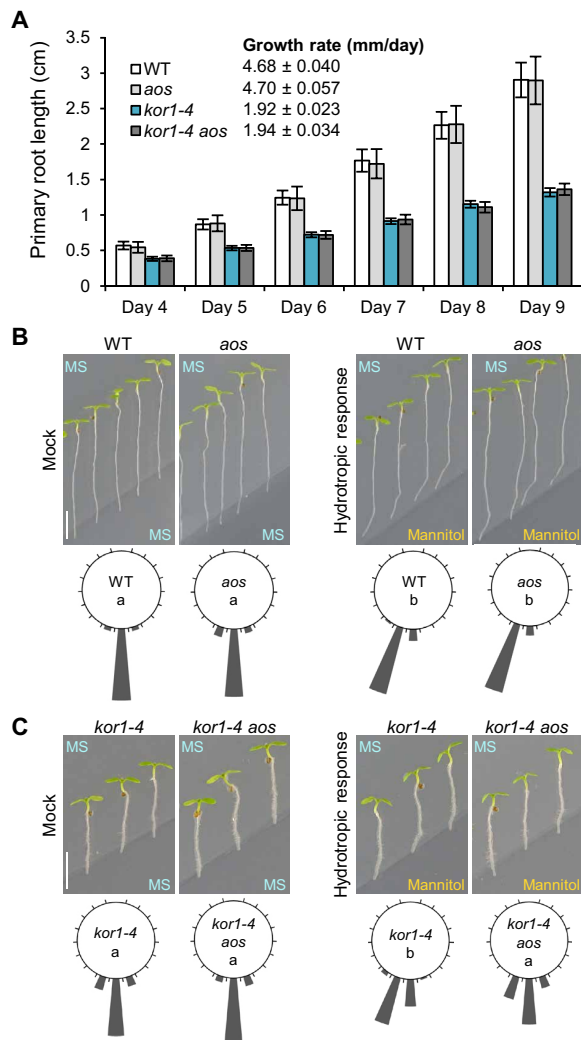 A
Primary root length (cm)
3.5
3
2.5
2
1.5
1
0.5
0
Growth rate (mm/day)
WT 4.68 ± 0.040
aos 4.70 ± 0.057
kor1-4 1.92 ± 0.023
kor1-4 aos 1.94 ± 0.034
Day 4 Day 5 Day 6 Day 7 Day 8 Day 9
B
WT aos WT aos
Mock
MS MS
MS MS
Hydrotropic response
MS MS
Mannitol Mannitol
WT aos WT aos
a a b b
C
kor1-4 kor1-4 aos kor1-4 kor1-4 aos
Mock
MS MS
MS MS
Hydrotropic response
MS MS
Mannitol Mannitol
kor1-4
a
kor1-4
aos
a
kor1-4
b
kor1-4
aos
a